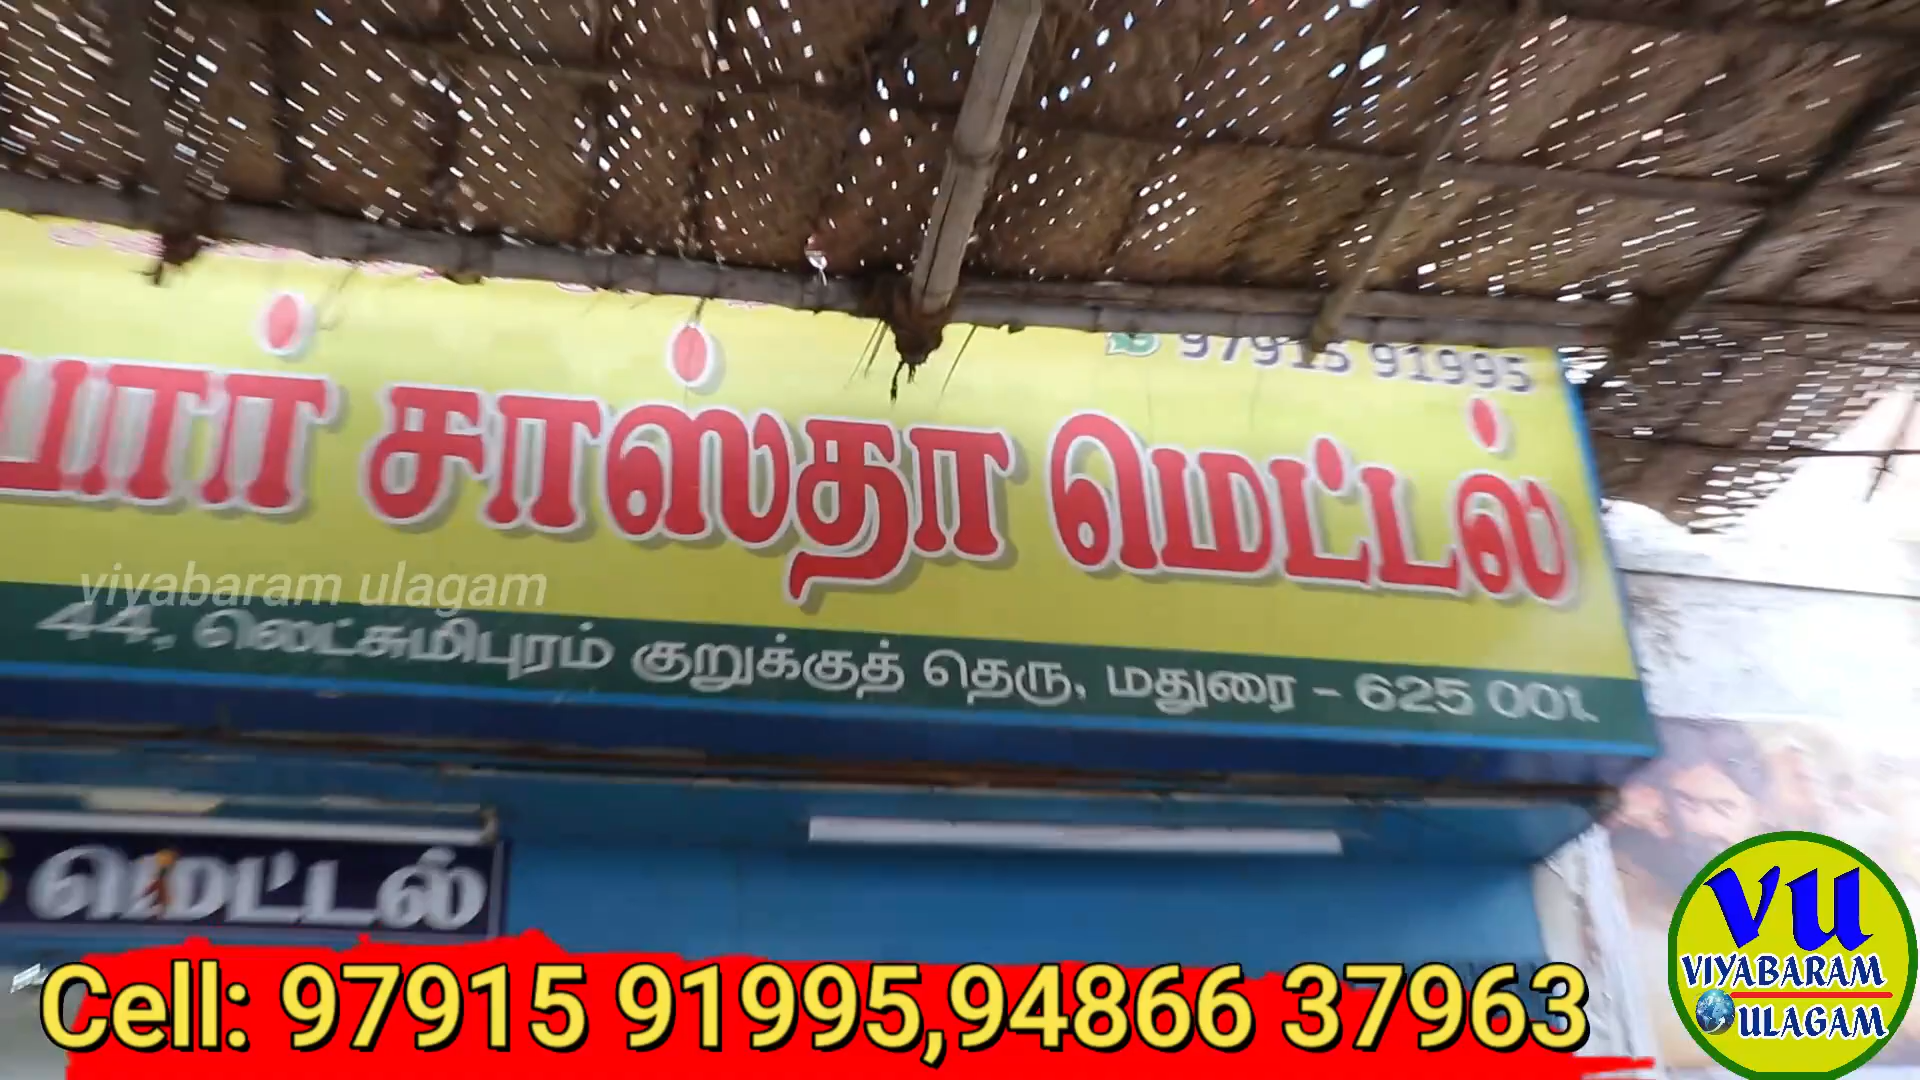 97915 91995
பார் சாஸ்தா மெட்டல்
viyabaram ulagam
44, லெட்சுமிபுரம் குறுக்குத் தெரு, மதுரை - 625 001.
மெட்டல்
VU
VIYABARAM
ULAGAM
Cell: 97915 91995,94866 37963